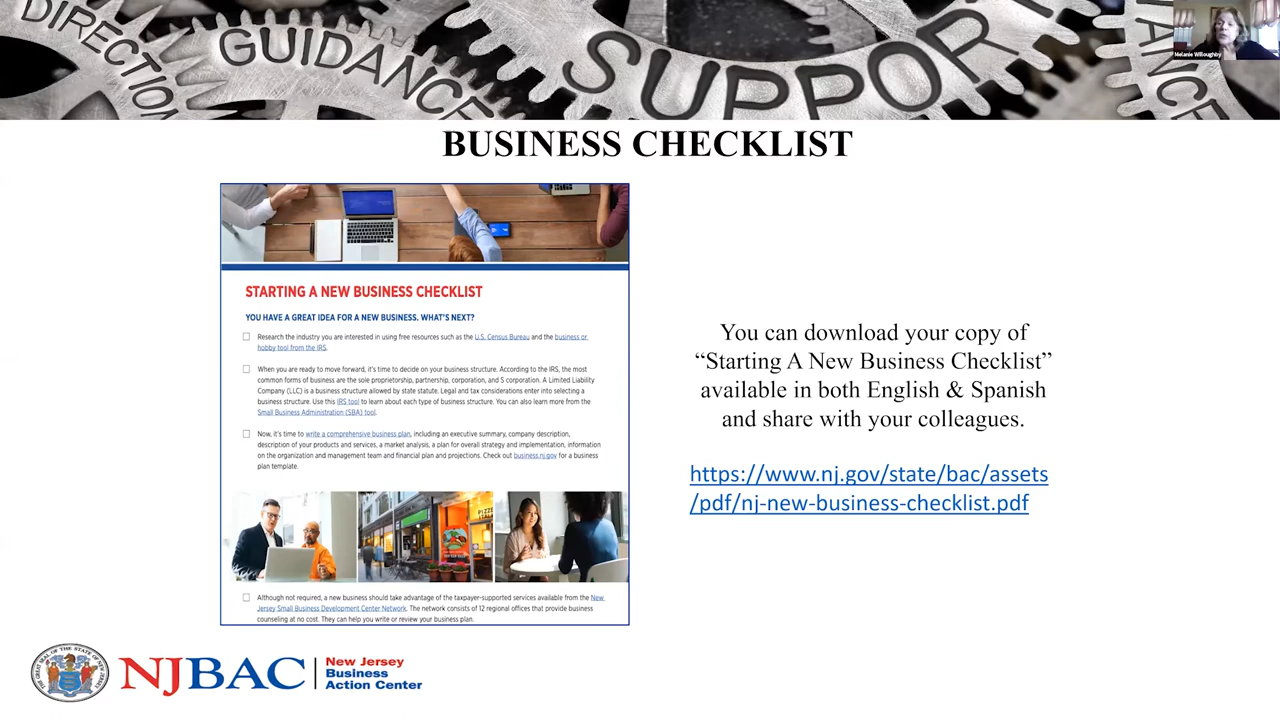 DIRECTION
GUIDANCE
SUPPORT
Melanie Willoughby
BUSINESS CHECKLIST
STARTING A NEW BUSINESS CHECKLIST
YOU HAVE A GREAT IDEA FOR A NEW BUSINESS. WHAT'S NEXT?
Research the industry you are interested in using free resources such as the U.S. Census Bureau and the business or
hobby tool from the IRS.
When you are ready to move forward, it's time to decide on your business structure. According to the IRS, the most
common forms of business are the sole proprietorship, partnership, corporation, and S corporation. A Limited Liability
Company (LLC) is a business structure allowed by state statute. Legal and tax considerations enter into selecting a
business structure. Use this IRS tool to learn about each type of business structure. You can also learn more from the
Small Business Administration (SBA) tool.
Now, it's time to write a comprehensive business plan, including an executive summary, company description,
description of your products and services, a market analysis, a plan for overall strategy and implementation, information
on the organization and management team and financial plan and projections. Check out business.nj.gov for a business
plan template.
Although not required, a new business should take advantage of the taxpayer-supported services available from the New
Jersey Small Business Development Center Network. The network consists of 12 regional offices that provide business
counseling at no cost. They can help you write or review your business plan.
You can download your copy of
“Starting A New Business Checklist”
available in both English & Spanish
and share with your colleagues.
https://www.nj.gov/state/bac/assets
/pdf/nj-new-business-checklist.pdf
NJBAC
New Jersey
Business
Action Center